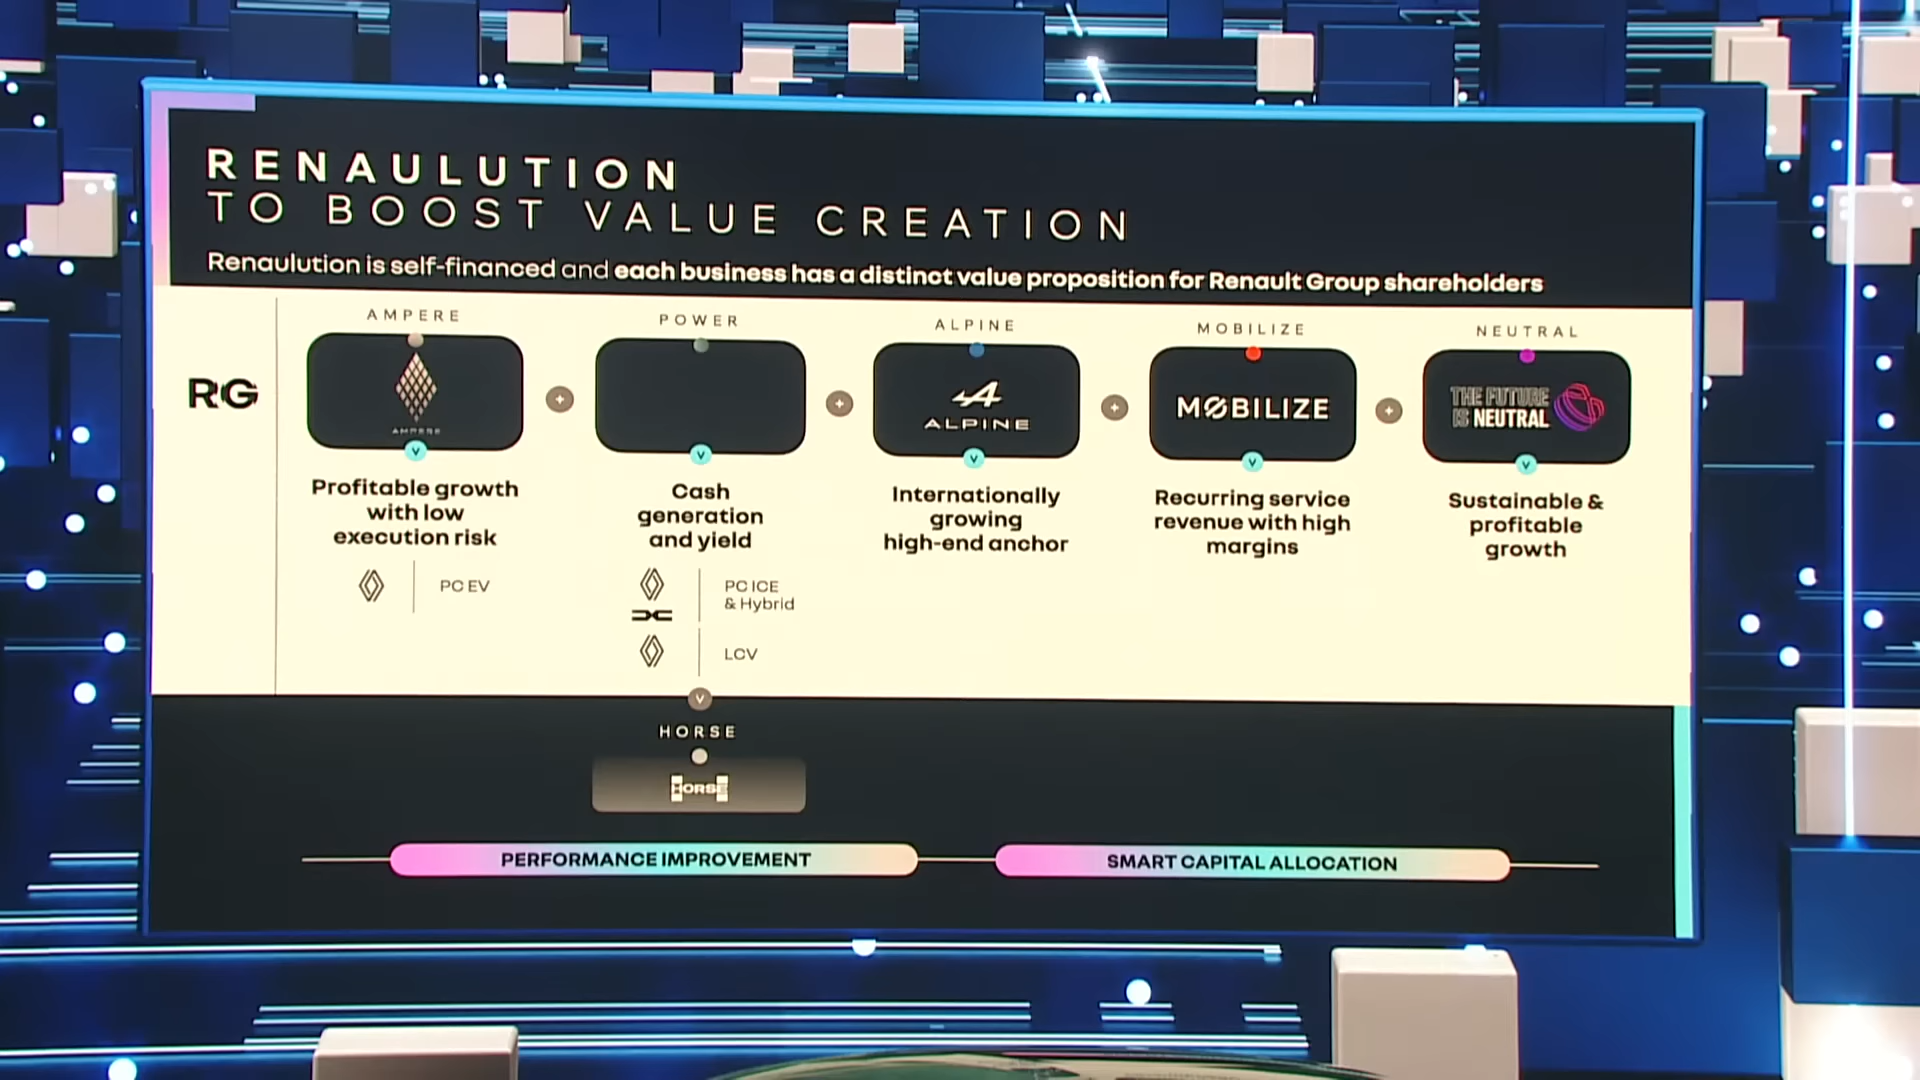 RENAULUTION
TO BOOST VALUE CREATION
Renaulution is self-financed and each business has a distinct value proposition for Renault Group shareholders
RG
AMPERE
AMPERE
Profitable growth
with low
execution risk
PC EV
POWER
Cash
generation
and yield
PC ICE
& Hybrid
LCV
HORSE
HORSE
ALPINE
ALPINE
Internationally
growing
high-end anchor
MOBILIZE
MOBILIZE
Recurring service
revenue with high
margins
NEUTRAL
THE FUTURE
IS NEUTRAL
Sustainable &
profitable
growth
PERFORMANCE IMPROVEMENT
SMART CAPITAL ALLOCATION